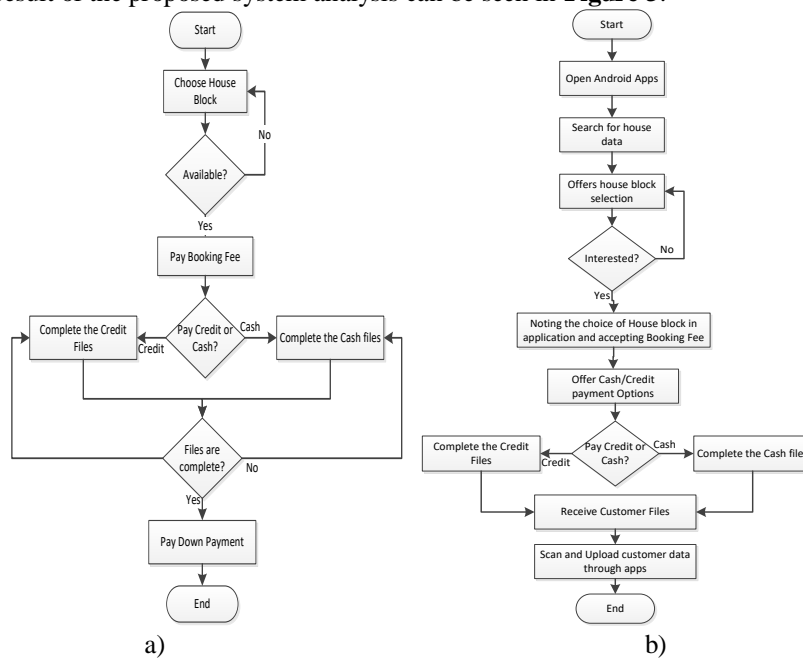 result of the proposed system analysis can be seen in Figure 3.
Start
Choose House
Block
No
Available?
Yes
Pay Booking Fee
Complete the Credit
Files
Credit
Pay Credit or
Cash?
Cash
Complete the Cash files
Files are
complete?
No
Yes
Pay Down Payment
End
a)
Start
Open Android Apps
Search for house
data
Offers house block
selection
No
Interested?
Yes
Noting the choice of House block in
application and accepting Booking Fee
Offer Cash/Credit
payment Options
Complete the Credit
Files
Credit
Pay Credit or
Cash?
Cash
Complete the Cash file
Receive Customer Files
Scan and Upload customer data
through apps
End
b)